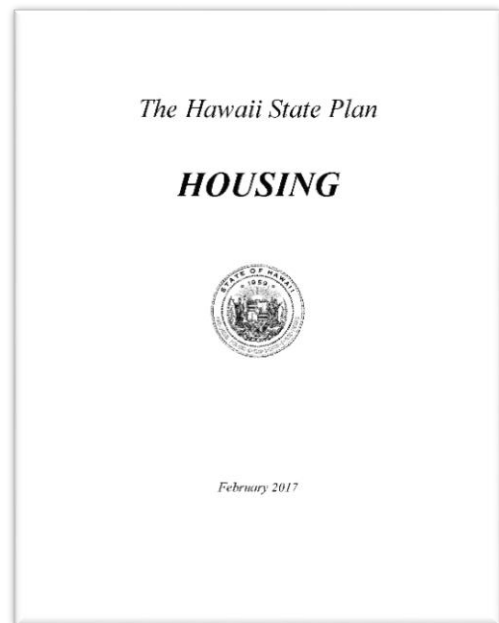 The Hawaii State Plan
HOUSING
STATE OF HAWAII
1959
February 2017